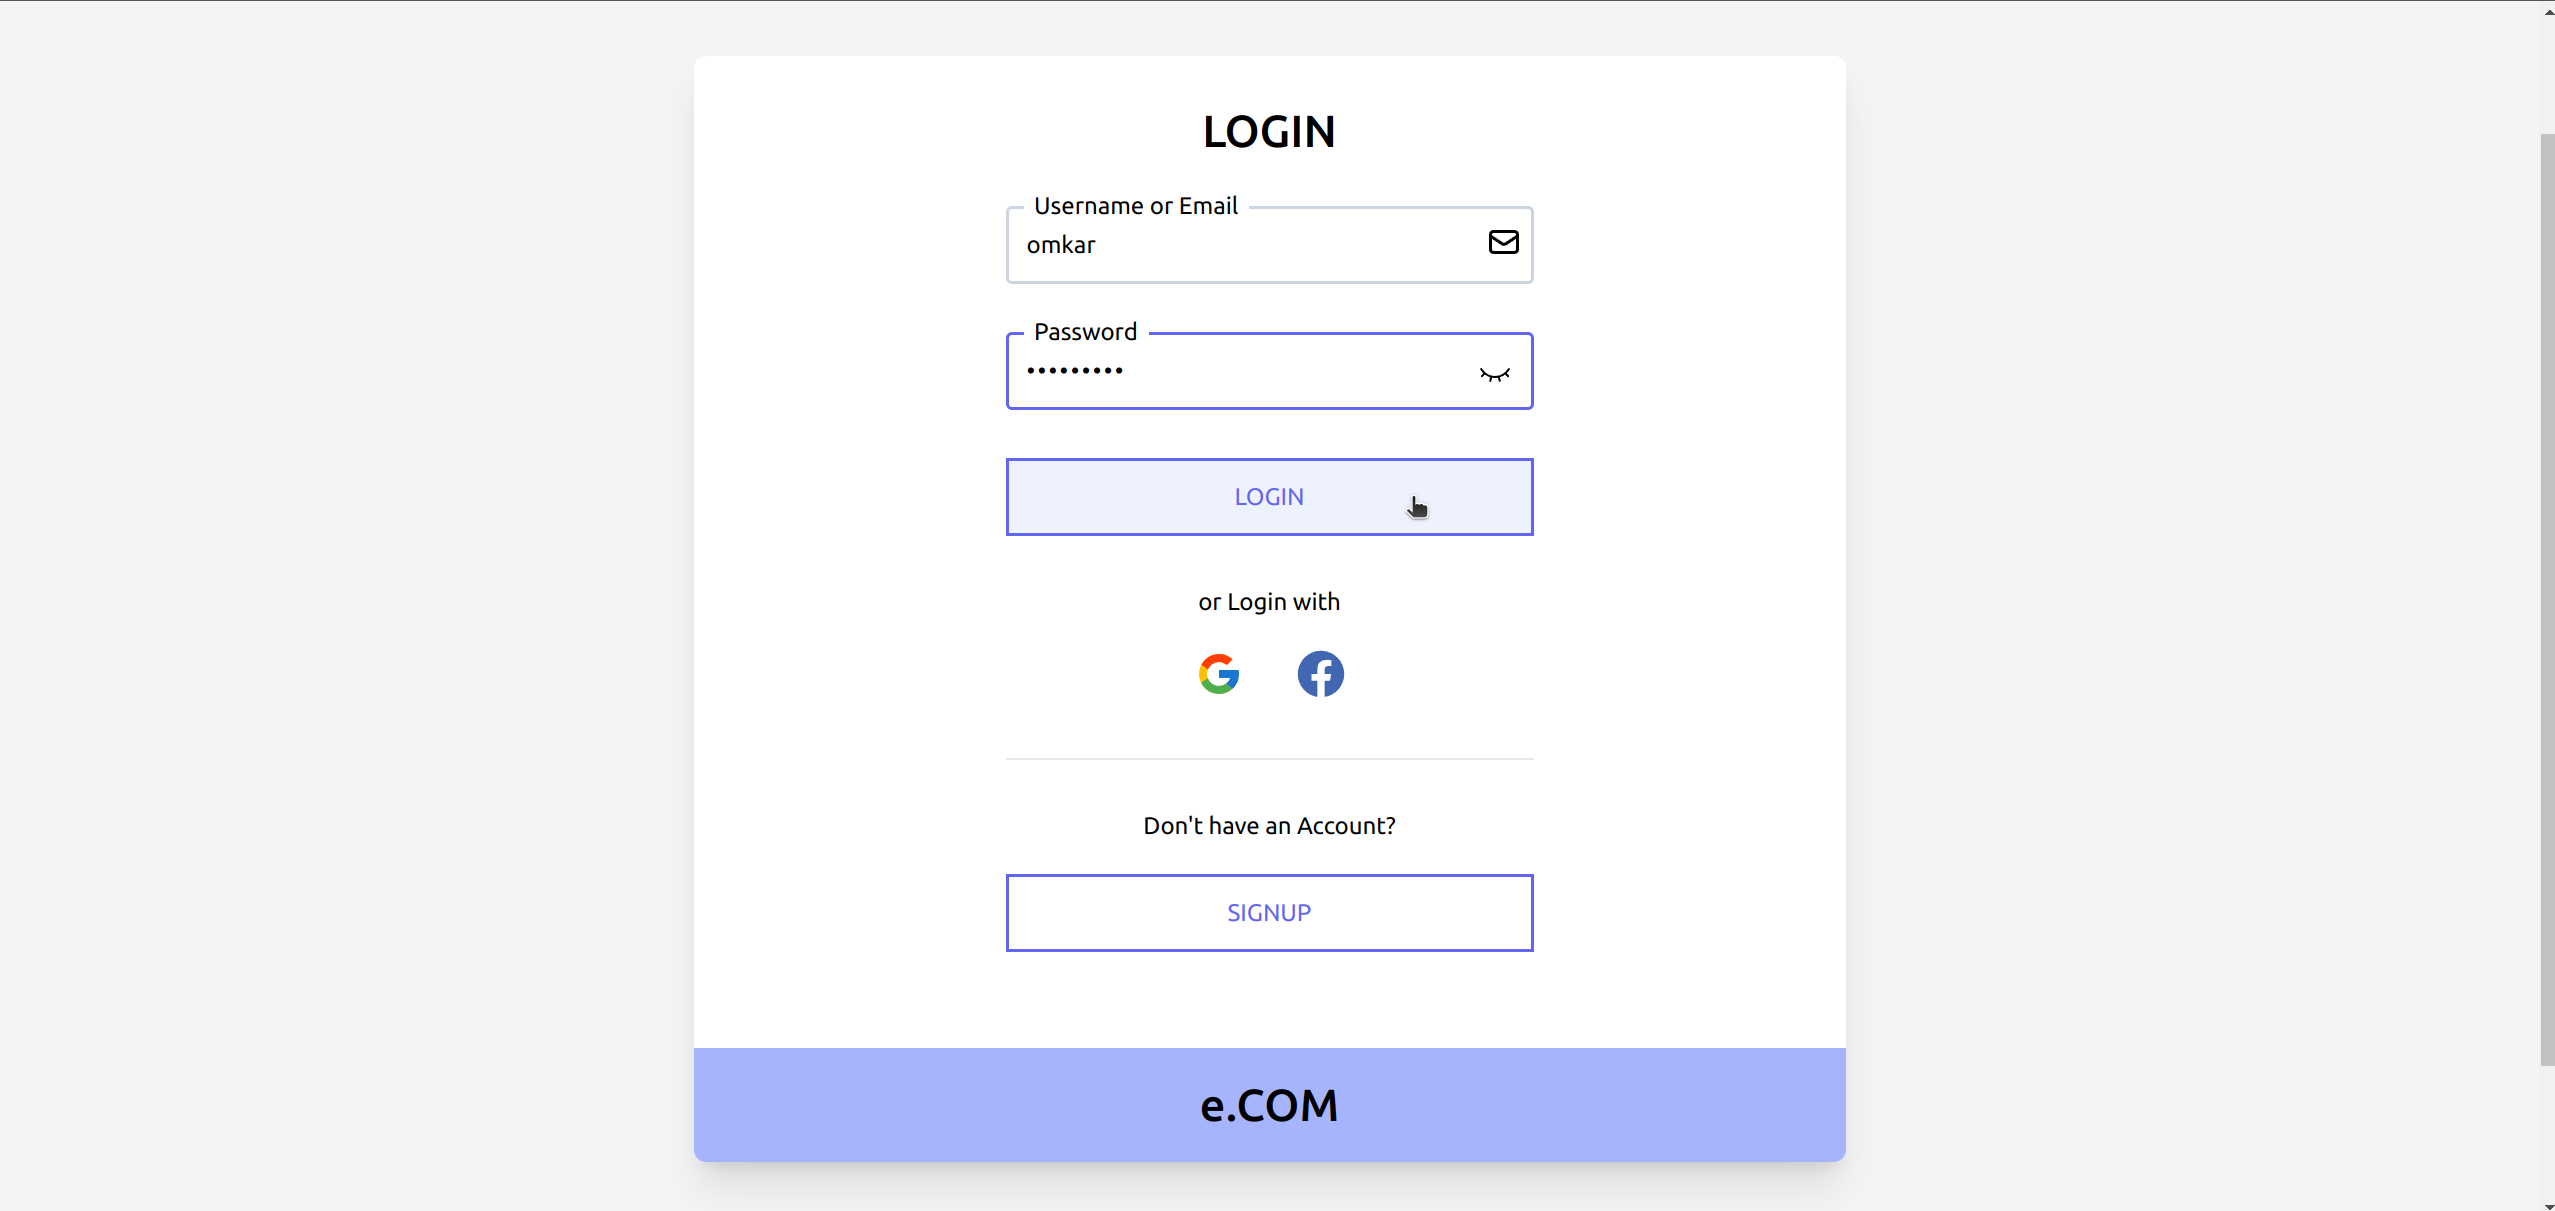 LOGIN
Username or Email
omkar
Password
•••••••••
LOGIN
or Login with
Don't have an Account?
SIGNUP
e.COM